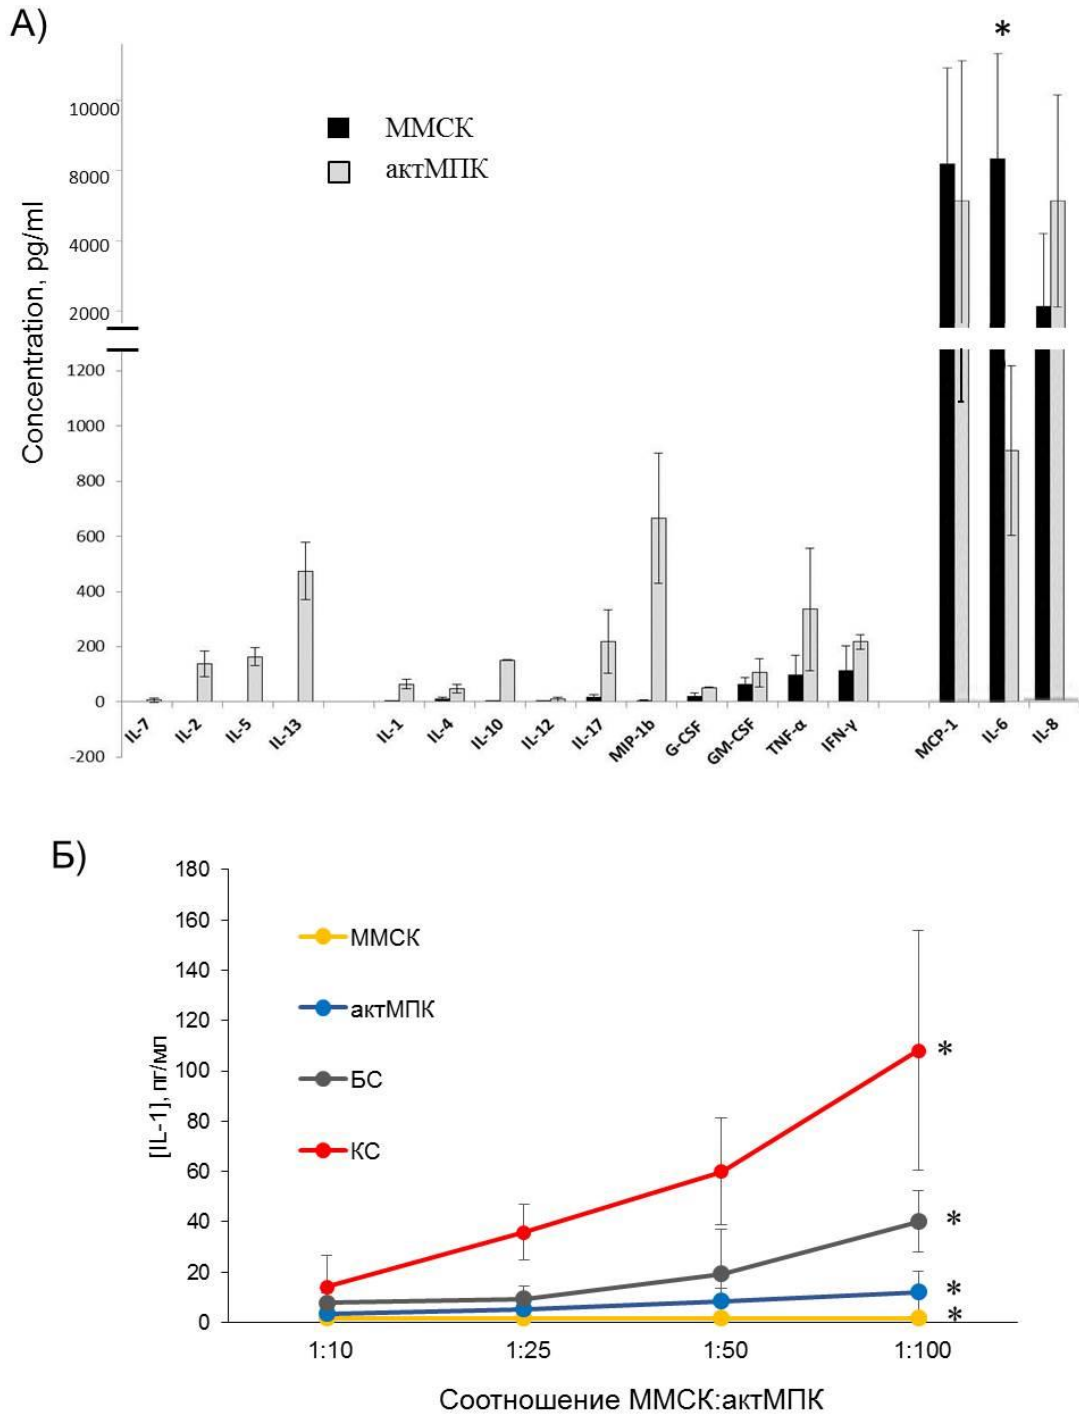 А)
*
Concentration, pg/ml
10000
8000
4000
2000
1200
1000
800
600
400
200
0
-200
ММСК
актМПК
IL-7
IL-2
IL-5
IL-13
IL-1
IL-4
IL-10
IL-12
IL-17
MIP-1b
G-CSF
GM-CSF
TNF-α
IFN-γ
MCP-1
IL-6
IL-8
Б)
[IL-1], пг/мл
180
160
140
120
100
80
60
40
20
0
ММСК
актМПК
БС
КС
*
*
*
*
1:10 1:25 1:50 1:100
Соотношение ММСК:актМПК